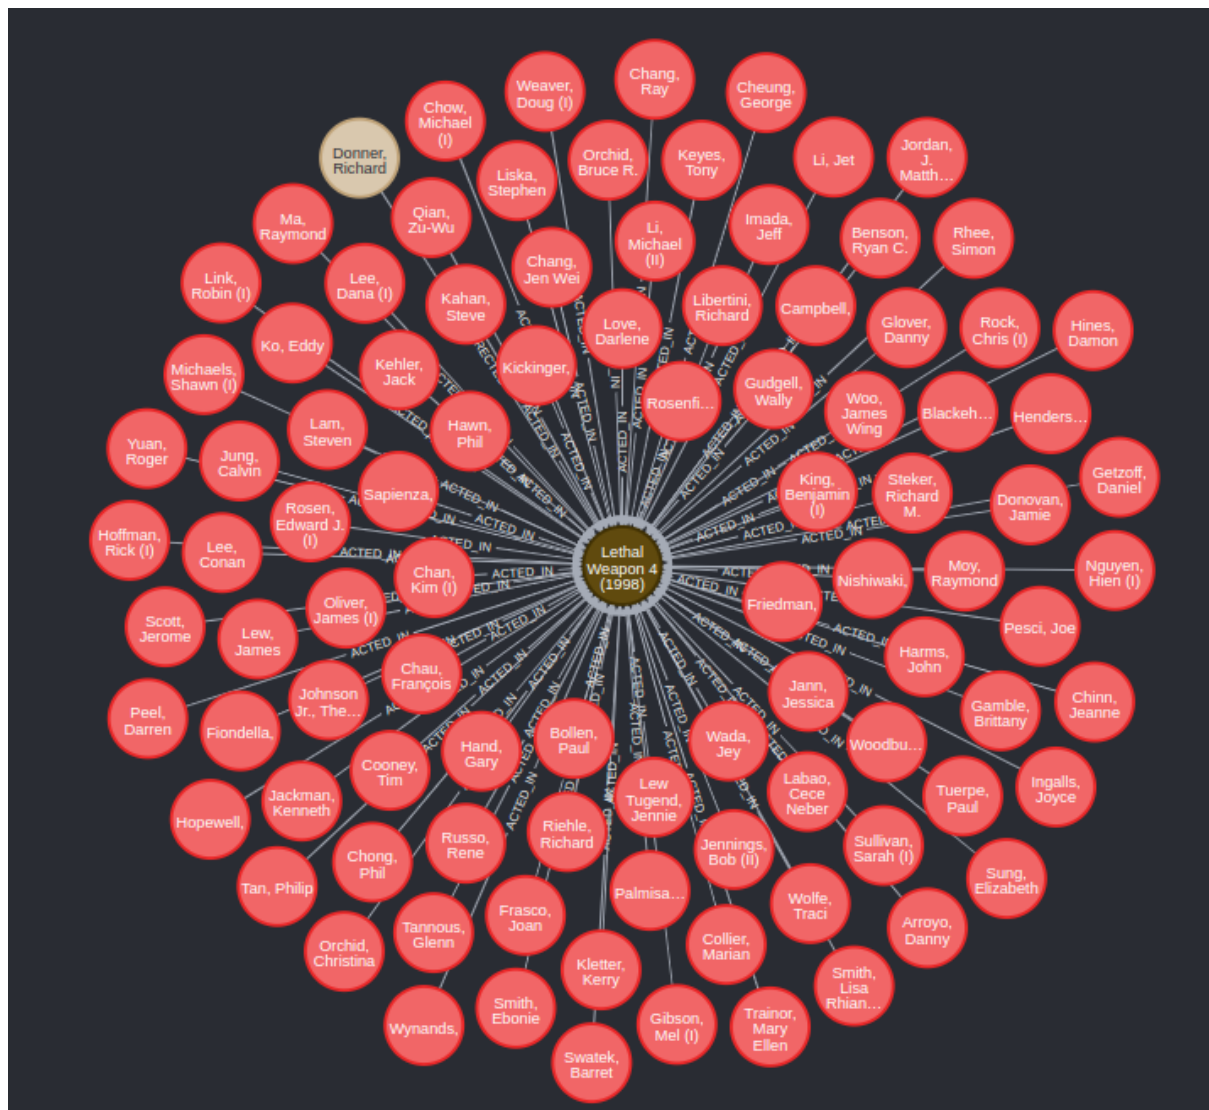 Weaver,
Doug (I)
Chang,
Ray
Cheung,
George
Chow,
Michael
(I)
Donner,
Richard
Liska,
Stephen
Orchid,
Bruce R.
Keyes,
Tony
Li, Jet
Jordan,
J.
Matth...
Ma,
Raymond
Qian,
Zu-Wu
Li,
Michael
(II)
Imada,
Jeff
Benson,
Ryan C.
Rhee,
Simon
Link,
Robin (I)
Lee,
Dana (I)
Kahan,
Steve
Chang,
Jen Wei
Love,
Darlene
Libertini,
Richard
Campbell,
Glover,
Danny
Rock,
Chris (I)
Hines,
Damon
Ko, Eddy
Kehler,
Jack
Kickinger,
Rosenfi...
Gudgell,
Wally
Woo,
James
Wing
Blackeh...
Henders...
Michaels,
Shawn (I)
Lam,
Steven
Hawn,
Phil
Yuan,
Roger
Jung,
Calvin
Sapienza,
King,
Benjamin
(I)
Steker,
Richard
M.
Donovan,
Jamie
Getzoff,
Daniel
Hoffman,
Rick (I)
Lee,
Conan
Rosen,
Edward J.
(I)
Chan,
Kim (I)
Lethal
Weapon 4
(1998)
ACTED_IN
ACTED_IN
ACTED_IN
ACTED_IN
ACTED_IN
ACTED_IN
Friedman,
Nishiwaki,
Moy,
Raymond
Nguyen,
Hien (I)
Scott,
Jerome
Lew,
James
Oliver,
James (I)
Chau,
François
Jann,
Jessica
Harms,
John
Pesci, Joe
Peel,
Darren
Fiondella,
Johnson
Jr., The...
Hand,
Gary
Bollen,
Paul
Wada,
Jey
Woodbu...
Gamble,
Brittany
Chinn,
Jeanne
Hopewell,
Jackman,
Kenneth
Cooney,
Tim
Lew
Tugend,
Jennie
Labao,
Cece
Neber
Tuerpe,
Paul
Ingalls,
Joyce
Tan, Philip
Chong,
Phil
Russo,
Rene
Riehle,
Richard
Jennings,
Bob (II)
Sullivan,
Sarah (I)
Sung,
Elizabeth
Orchid,
Christina
Tannous,
Glenn
Frasco,
Joan
Palmisa...
Wolfe,
Traci
Arroyo,
Danny
Wynands,
Smith,
Ebonie
Kletter,
Kerry
Collier,
Marian
Smith,
Lisa
Rhian...
Swatek,
Barret
Gibson,
Mel (I)
Trainor,
Mary
Ellen